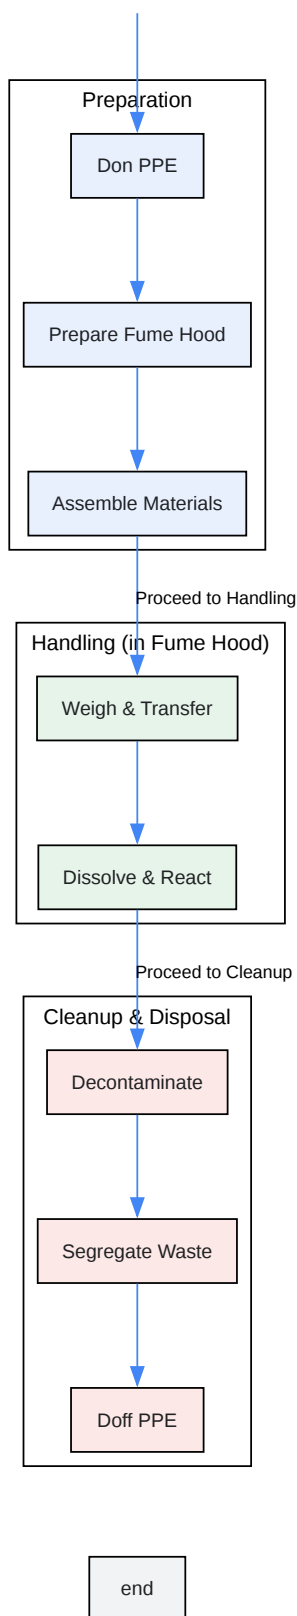 Preparation
Don PPE
Prepare Fume Hood
Assemble Materials
Proceed to Handling
Handling (in Fume Hood)
Weigh & Transfer
Dissolve & React
Proceed to Cleanup
Cleanup & Disposal
Decontaminate
Segregate Waste
Doff PPE
end